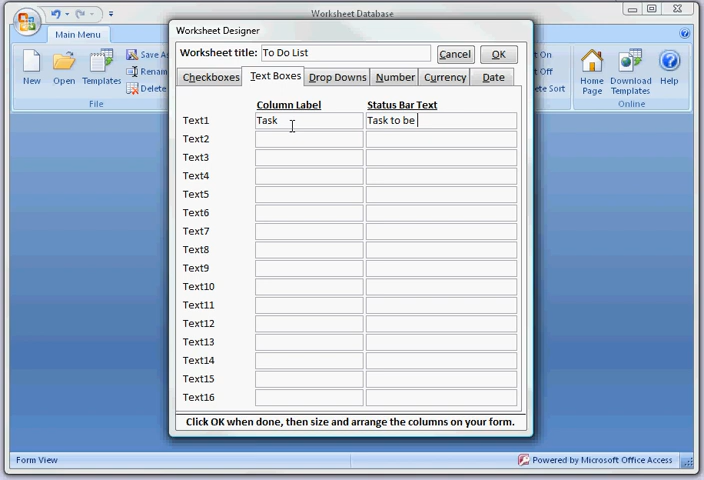 Worksheet Database
Main Menu
New
Open
Templates
Save As
Renam
Delete
File
On
Off
Delete Sort
Home Page
Download Templates
Help
Online
Worksheet Designer
Worksheet title: To Do List
Cancel
OK
Checkboxes
Text Boxes
Drop Downs
Number
Currency
Date
Column Label
Status Bar Text
Text1 Task Task to be
Text2
Text3
Text4
Text5
Text6
Text7
Text8
Text9
Text10
Text11
Text12
Text13
Text14
Text15
Text16
Click OK when done, then size and arrange the columns on your form.
Form View
Powered by Microsoft Office Access